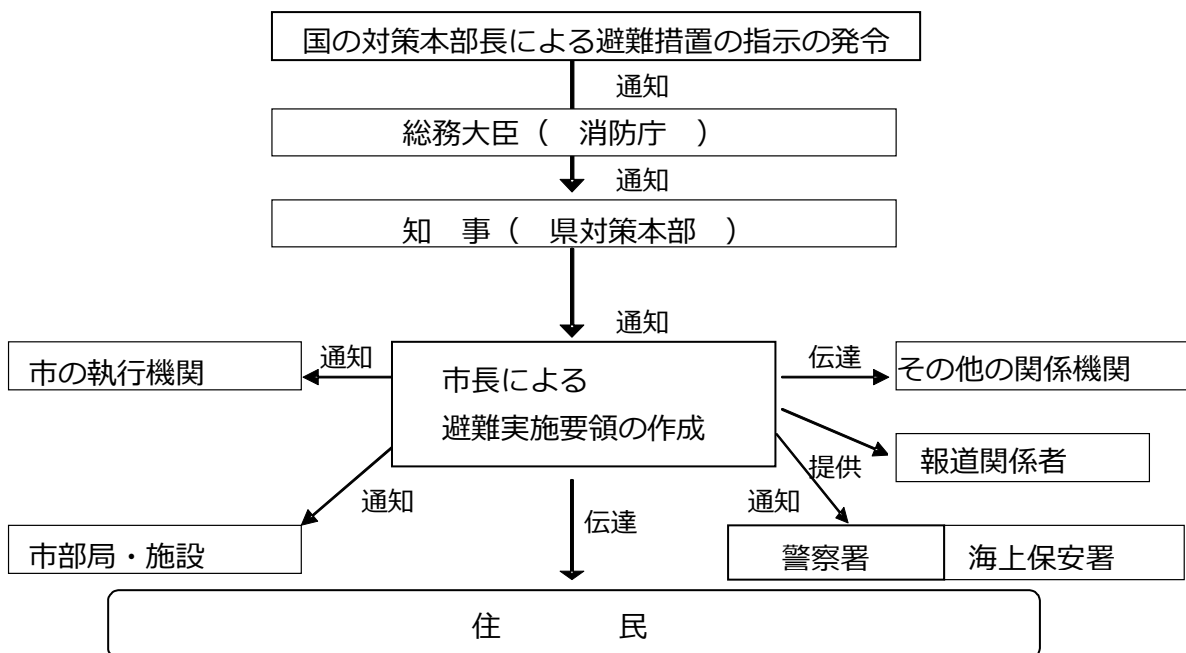 国の対策本部長による避難措置の指示の発令
通知
総務大臣（　消防庁　）
通知
知　事（　県対策本部　）
通知
市の執行機関
通知
市長による
避難実施要領の作成
伝達
その他の関係機関
報道関係者
提供
通知
通知
伝達
市部局・施設
警察署
海上保安署
住　　　民